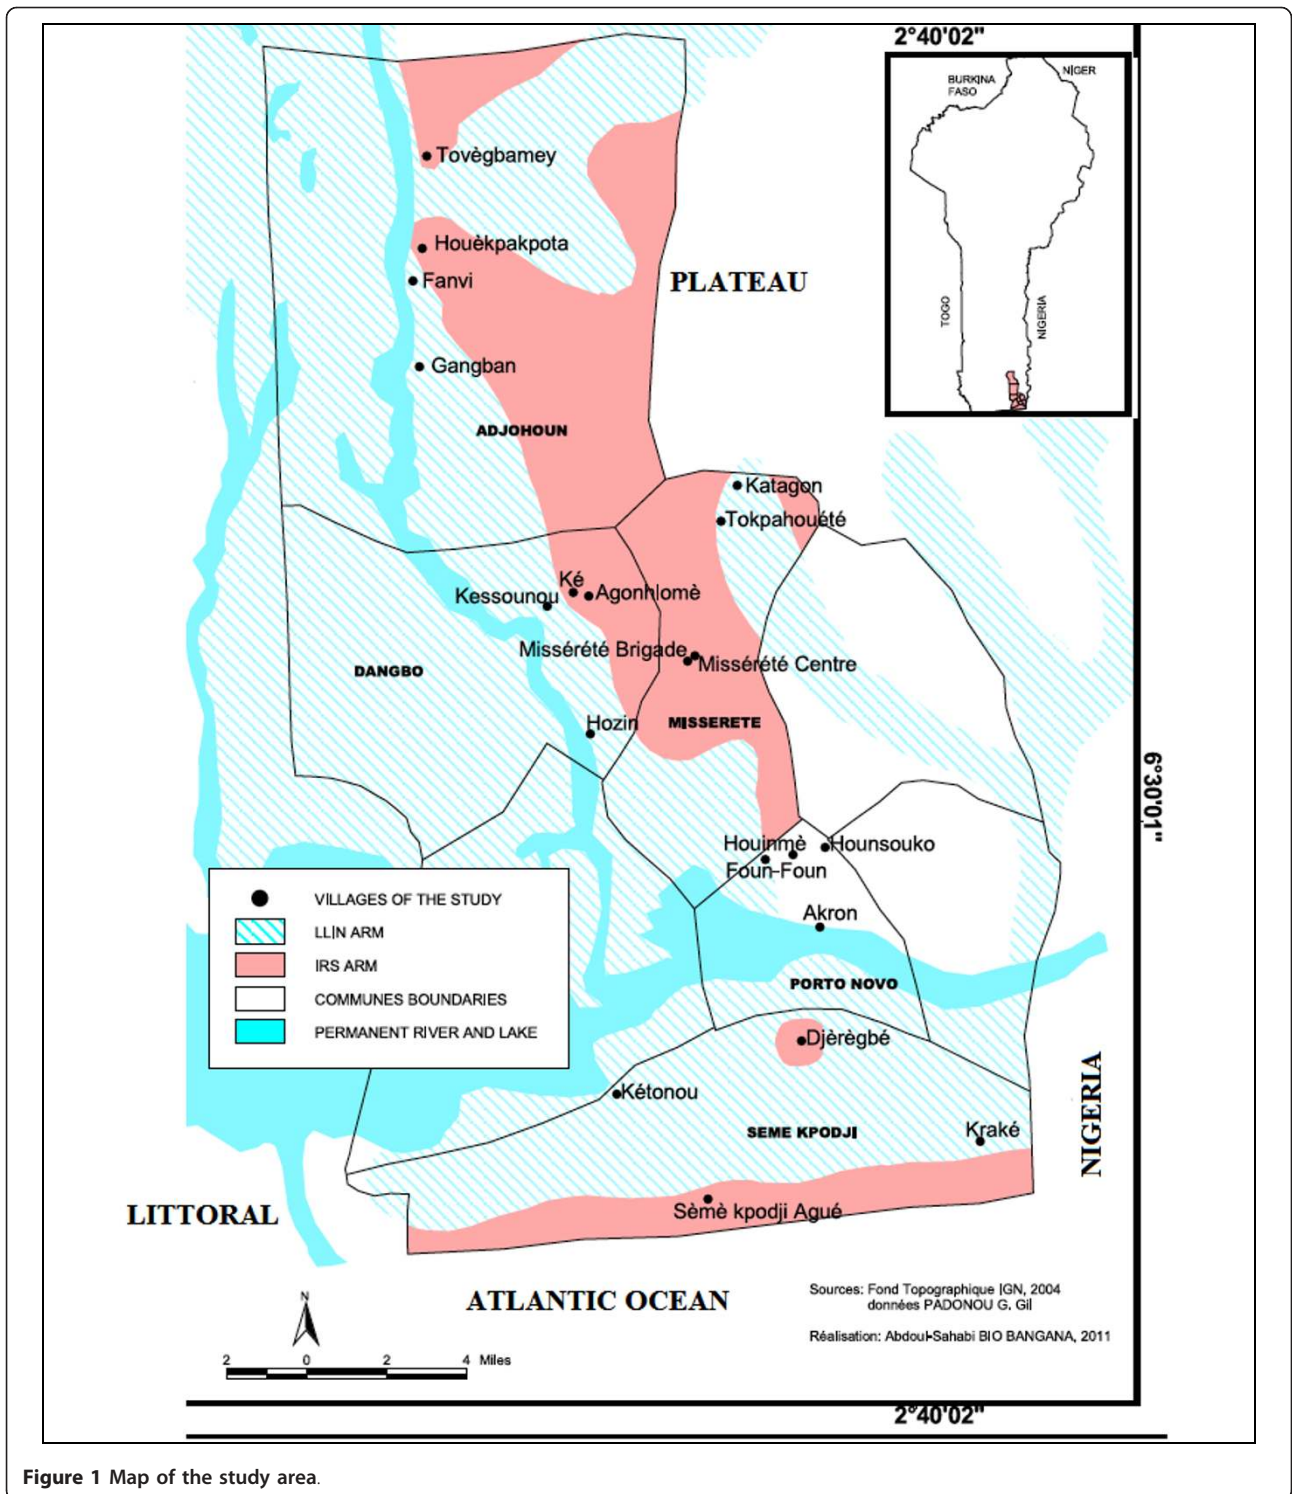 2°40'02"
BURKINA
FASO
NIGER
TOGO
NIGERIA
Tovègbamey
Houèkpakpota
Fanvi
PLATEAU
Gangban
ADJOHOUN
Katagon
Tokpahouété
Ké
Kessounou
Agonhlomè
Missérété Brigade
Missérété Centre
DANGBO
MISSERETE
Hozin
6°30'01"
Houinmè
Hounsouko
Foun-Foun
Akron
VILLAGES OF THE STUDY
LLIN ARM
IRS ARM
COMMUNES BOUNDARIES
PERMANENT RIVER AND LAKE
PORTO NOVO
Djèrègbé
Kétonou
SEME KPODJI
Kraké
NIGERIA
LITTORAL
Sèmè kpodji Agué
ATLANTIC OCEAN
Sources: Fond Topographique IGN, 2004
données PADONOU G. Gil
Réalisation: Abdoul-Sahabi BIO BANGANA, 2011
N
2 0 2 4 Miles
2°40'02"
Figure 1 Map of the study area.